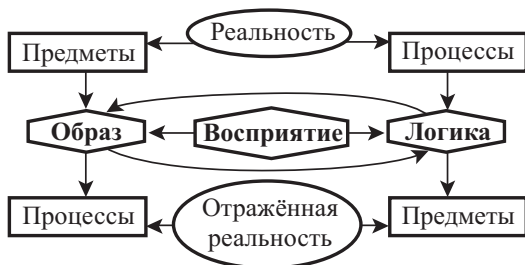 Реальность
Предметы
Процессы
Образ
Восприятие
Логика
Процессы
Отражённая
реальность
Предметы